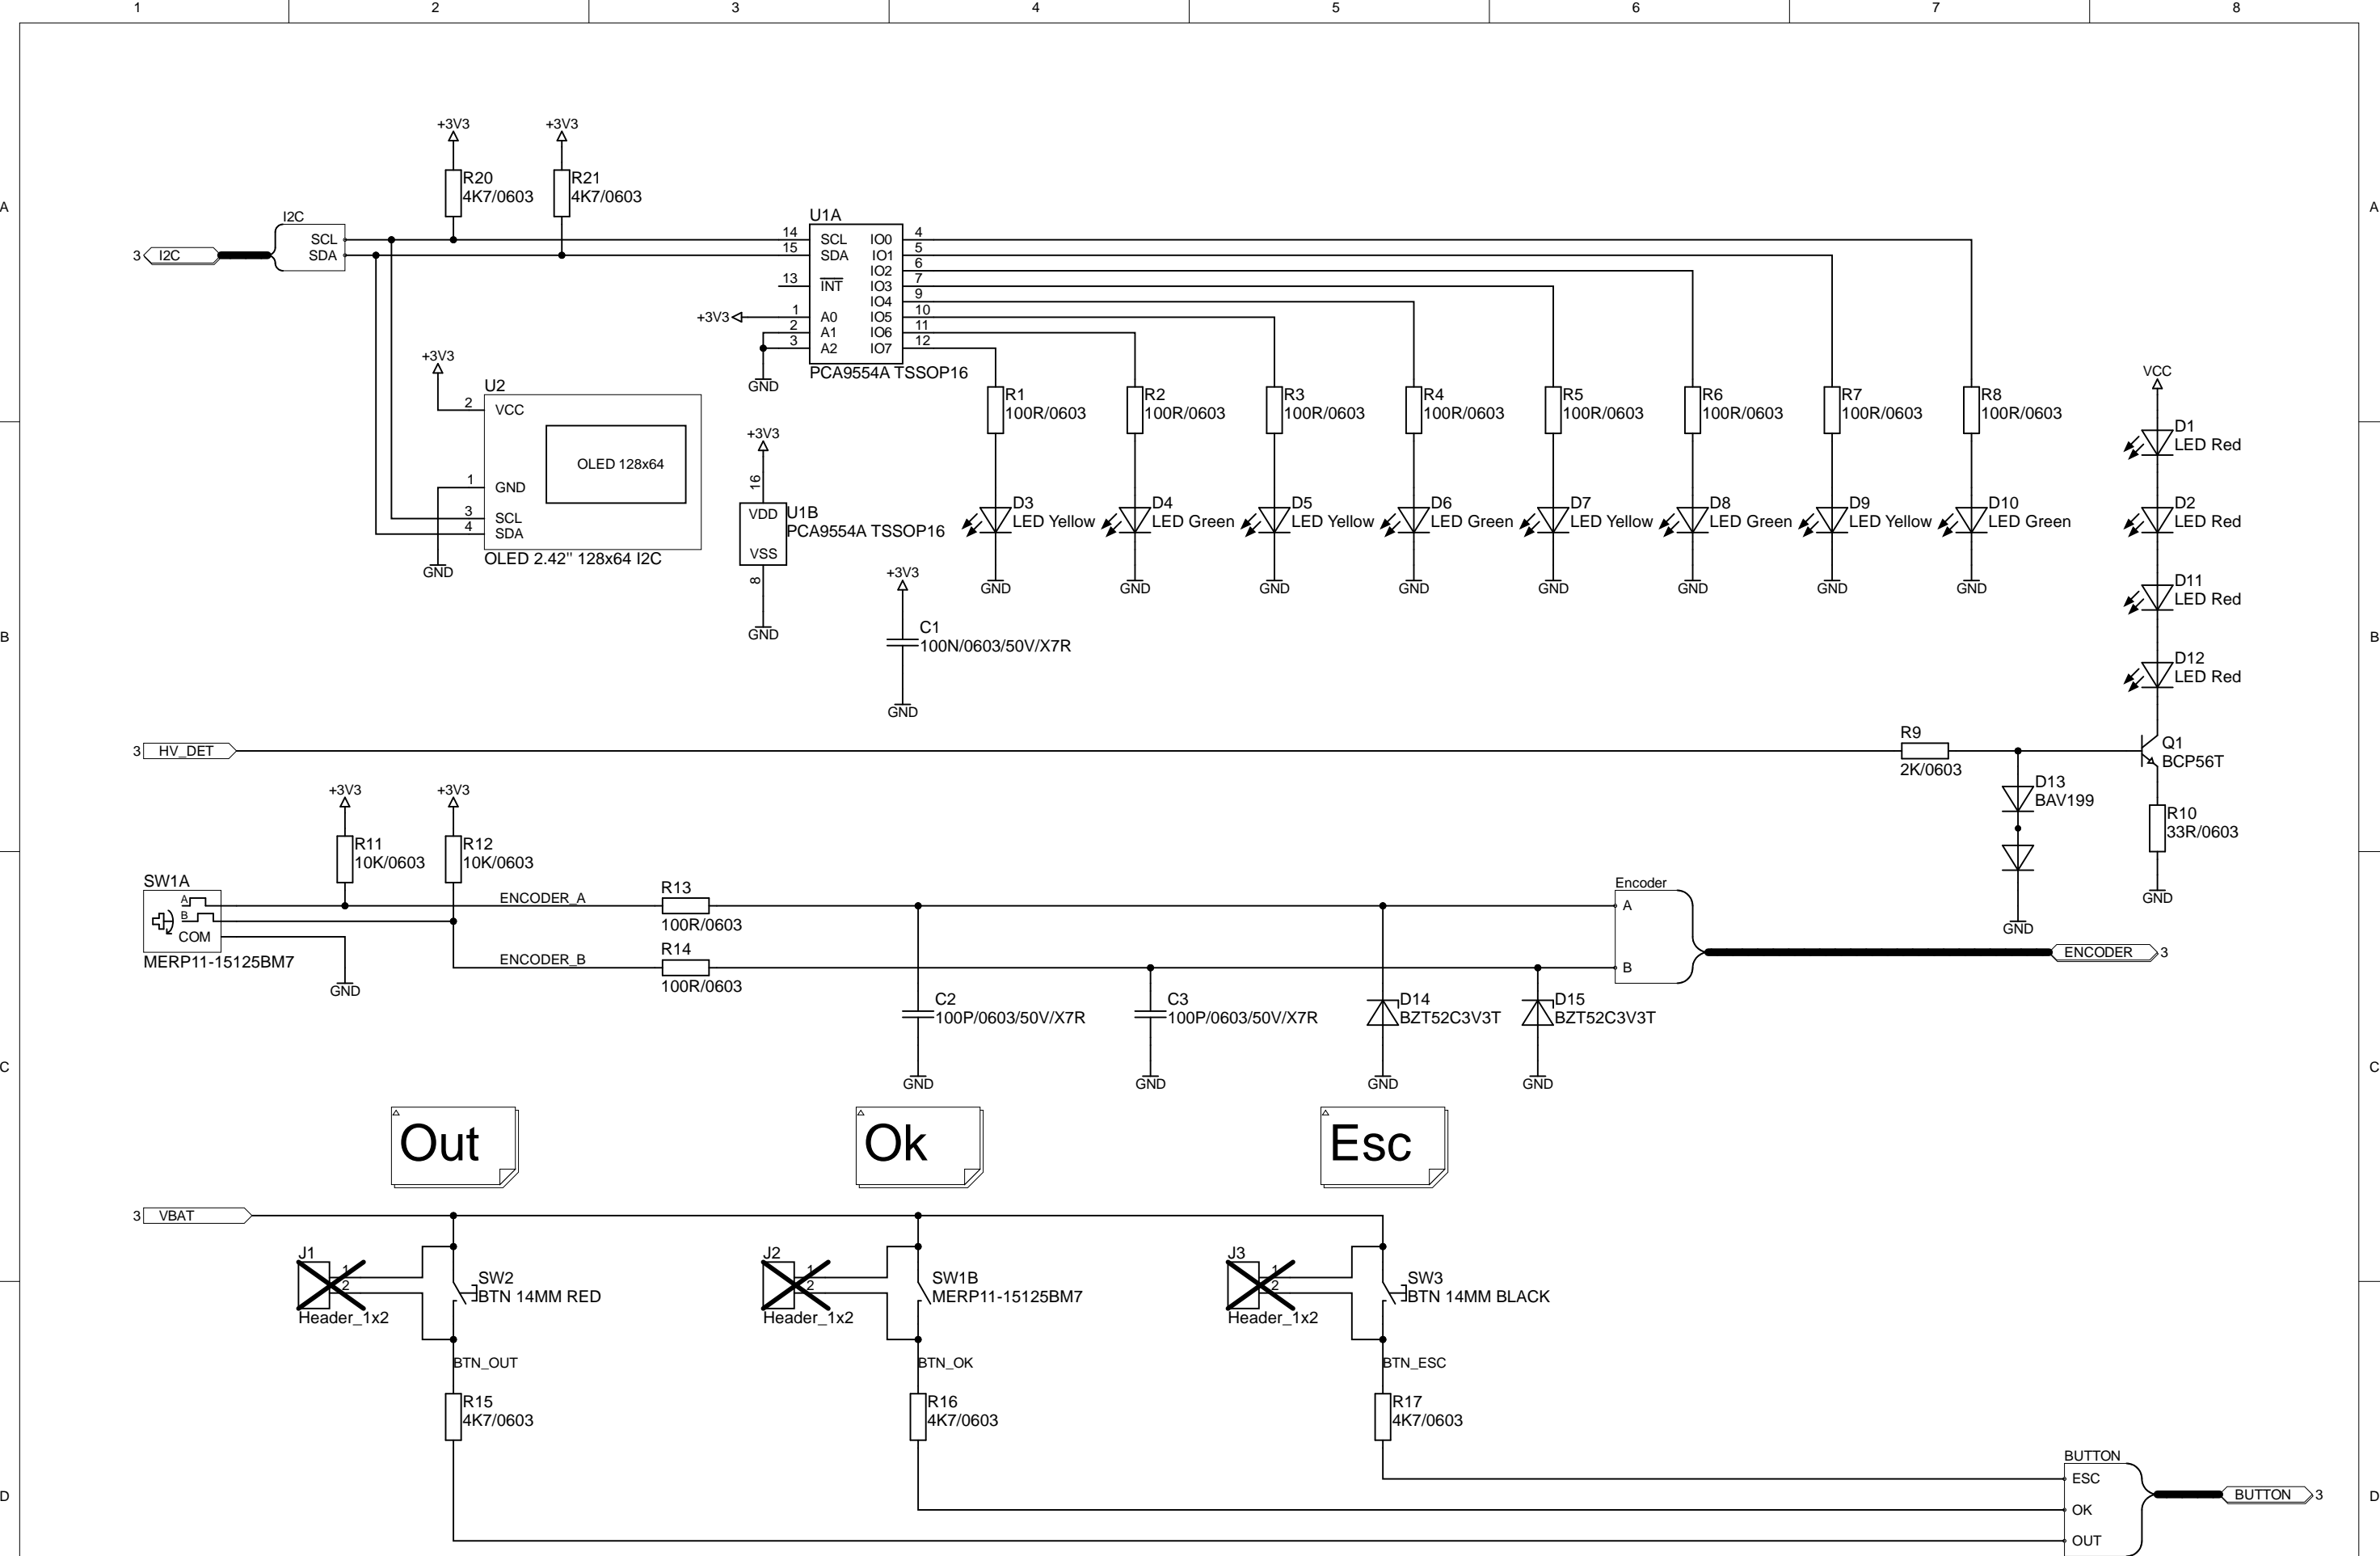 1 2 3 4 5 6 7 8
A A
B B
C C
D D
+3V3 +3V3
R20
4K7/0603
R21
4K7/0603
I2C
SCL
SDA
3 I2C
U1A
14 SCL IO0 4
15 SDA IO1 5
IO2 6
13 INT IO3 7
IO4 9
+3V3 1 A0 IO5 10
2 A1 IO6 11
3 A2 IO7 12
PCA9554A TSSOP16
GND
+3V3
U2
2 VCC
OLED 128x64
1 GND
3 SCL
4 SDA
OLED 2.42" 128x64 I2C
GND
+3V3
16
VDD
U1B
PCA9554A TSSOP16
VSS
8
GND
+3V3
C1
100N/0603/50V/X7R
GND
R1
100R/0603
R2
100R/0603
R3
100R/0603
R4
100R/0603
R5
100R/0603
R6
100R/0603
R7
100R/0603
R8
100R/0603
D3
LED Yellow
D4
LED Green
D5
LED Yellow
D6
LED Green
D7
LED Yellow
D8
LED Green
D9
LED Yellow
D10
LED Green
GND GND GND GND GND GND GND GND
VCC
D1
LED Red
D2
LED Red
D11
LED Red
D12
LED Red
3 HV_DET
R9
2K/0603
Q1
BCP56T
D13
BAV199
R10
33R/0603
GND
GND
+3V3 +3V3
R11
10K/0603
R12
10K/0603
SW1A
A
B
COM
MERP11-15125BM7
GND
ENCODER_A
R13
100R/0603
ENCODER_B
R14
100R/0603
C2
100P/0603/50V/X7R
C3
100P/0603/50V/X7R
D14
BZT52C3V3T
D15
BZT52C3V3T
GND GND GND GND
Encoder
A
B
ENCODER 3
Out
Ok
Esc
3 VBAT
J1
1
2
Header_1x2
SW2
BTN 14MM RED
J2
1
2
Header_1x2
SW1B
MERP11-15125BM7
J3
1
2
Header_1x2
SW3
BTN 14MM BLACK
BTN_OUT
BTN_OK
BTN_ESC
R15
4K7/0603
R16
4K7/0603
R17
4K7/0603
BUTTON
ESC
OK
OUT
BUTTON 3